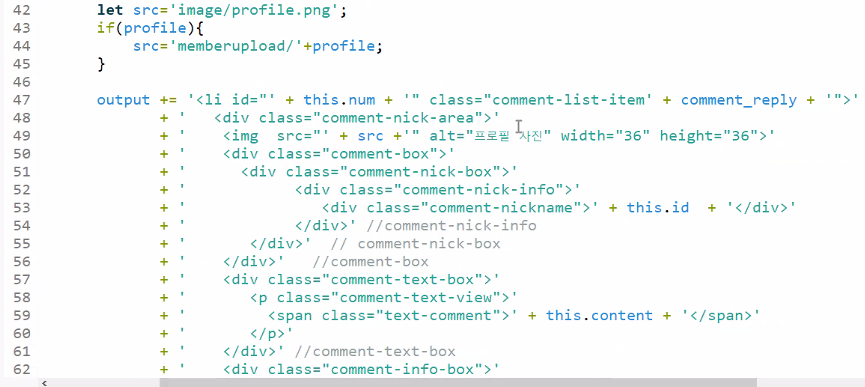 42 let src='image/profile.png';
43 if(profile){
44 src='memberupload/'+profile;
45 }
46
47 output += '<li id="' + this.num + '" class="comment-list-item' + comment_reply + '">'
48 + '   <div class="comment-nick-area">'
49 + '    <img  src="' + src +'" alt="프로필 사진" width="36" height="36">'
50 + '    <div class="comment-box">'
51 + '      <div class="comment-nick-box">'
52 + '            <div class="comment-nick-info">'
53 + '               <div class="comment-nickname">' + this.id  + '</div>'
54 + '            </div>' //comment-nick-info
55 + '       </div>'  // comment-nick-box
56 + '    </div>'   //comment-box
57 + '    <div class="comment-text-box">'
58 + '       <p class="comment-text-view">'
59 + '         <span class="text-comment">' + this.content + '</span>'
60 + '       </p>'
61 + '    </div>' //comment-text-box
62 + '    <div class="comment-info-box">'